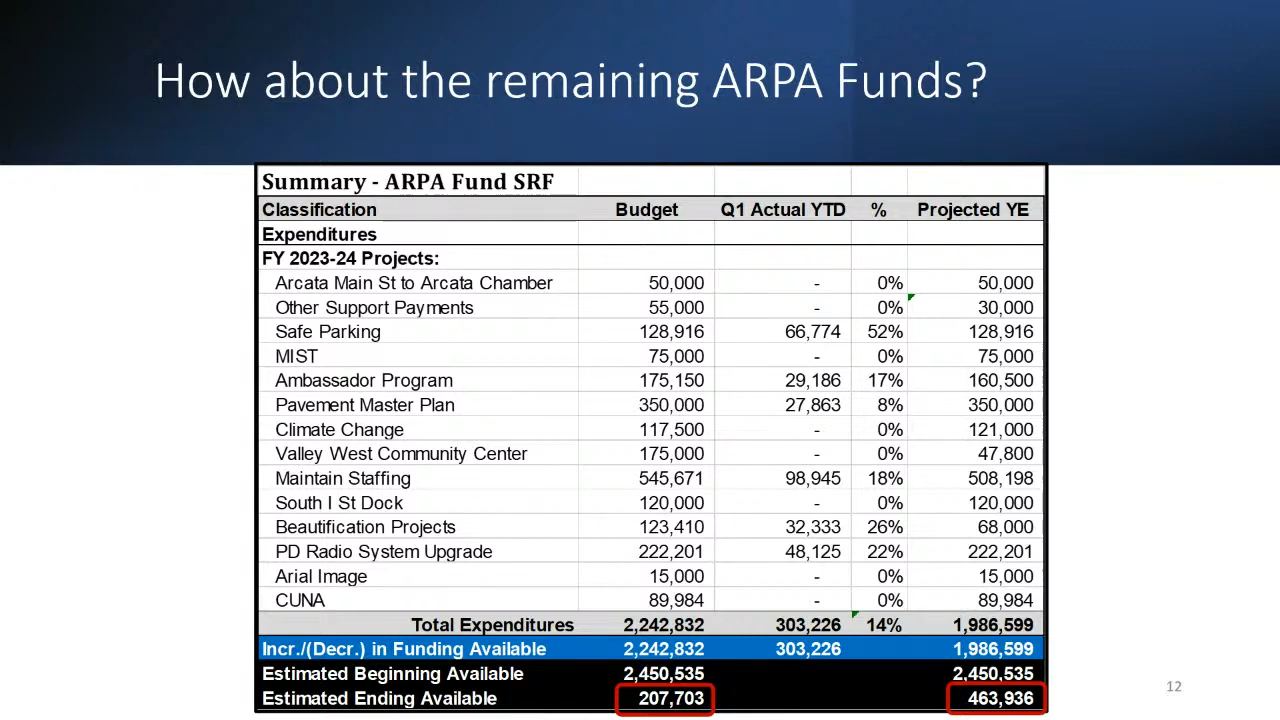 How about the remaining ARPA Funds?
Summary - ARPA Fund SRF
Classification Budget Q1 Actual YTD % Projected YE
Expenditures
FY 2023-24 Projects:
Arcata Main St to Arcata Chamber 50,000 - 0% 50,000
Other Support Payments 55,000 - 0% 30,000
Safe Parking 128,916 66,774 52% 128,916
MIST 75,000 - 0% 75,000
Ambassador Program 175,150 29,186 17% 160,500
Pavement Master Plan 350,000 27,863 8% 350,000
Climate Change 117,500 - 0% 121,000
Valley West Community Center 175,000 - 0% 47,800
Maintain Staffing 545,671 98,945 18% 508,198
South I St Dock 120,000 - 0% 120,000
Beautification Projects 123,410 32,333 26% 68,000
PD Radio System Upgrade 222,201 48,125 22% 222,201
Arial Image 15,000 - 0% 15,000
CUNA 89,984 - 0% 89,984
Total Expenditures 2,242,832 303,226 14% 1,986,599
Incr./(Decr.) in Funding Available 2,242,832 303,226 1,986,599
Estimated Beginning Available 2,450,535 2,450,535
Estimated Ending Available 207,703 463,936
12